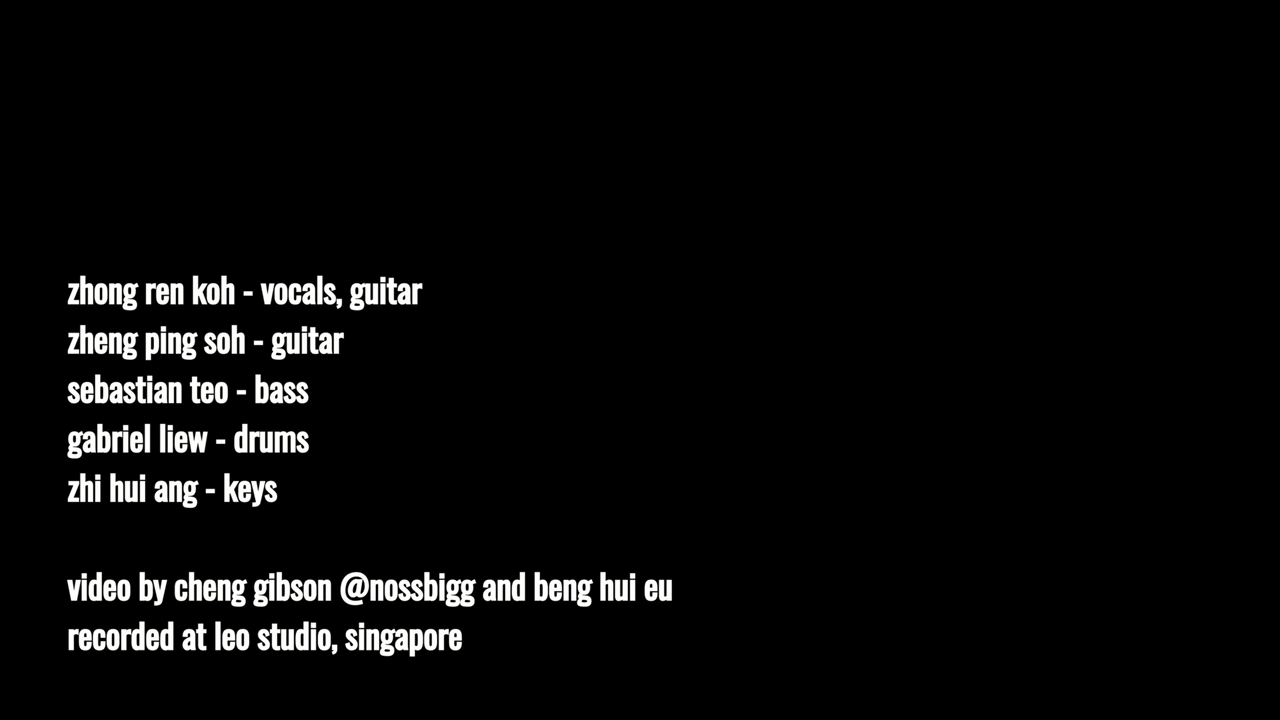 zhong ren koh - vocals, guitar
zheng ping soh - guitar
sebastian teo - bass
gabriel liew - drums
zhi hui ang - keys
video by cheng gibson @nossbigg and beng hui eu
recorded at leo studio, singapore